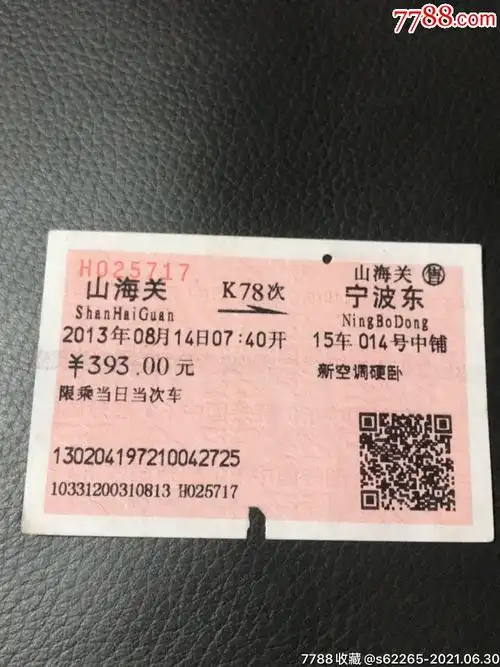 7788.com
H025717
山海关 售
山海关 K78次 宁波东
ShanHaiGuan NingBoDong
2013年08月14日07:40开 15车 014号中铺
￥393.00元 新空调硬卧
限乘当日当次车
130204197210042725
10331200310813 H025717
7788收藏@s62265-2021.06.30